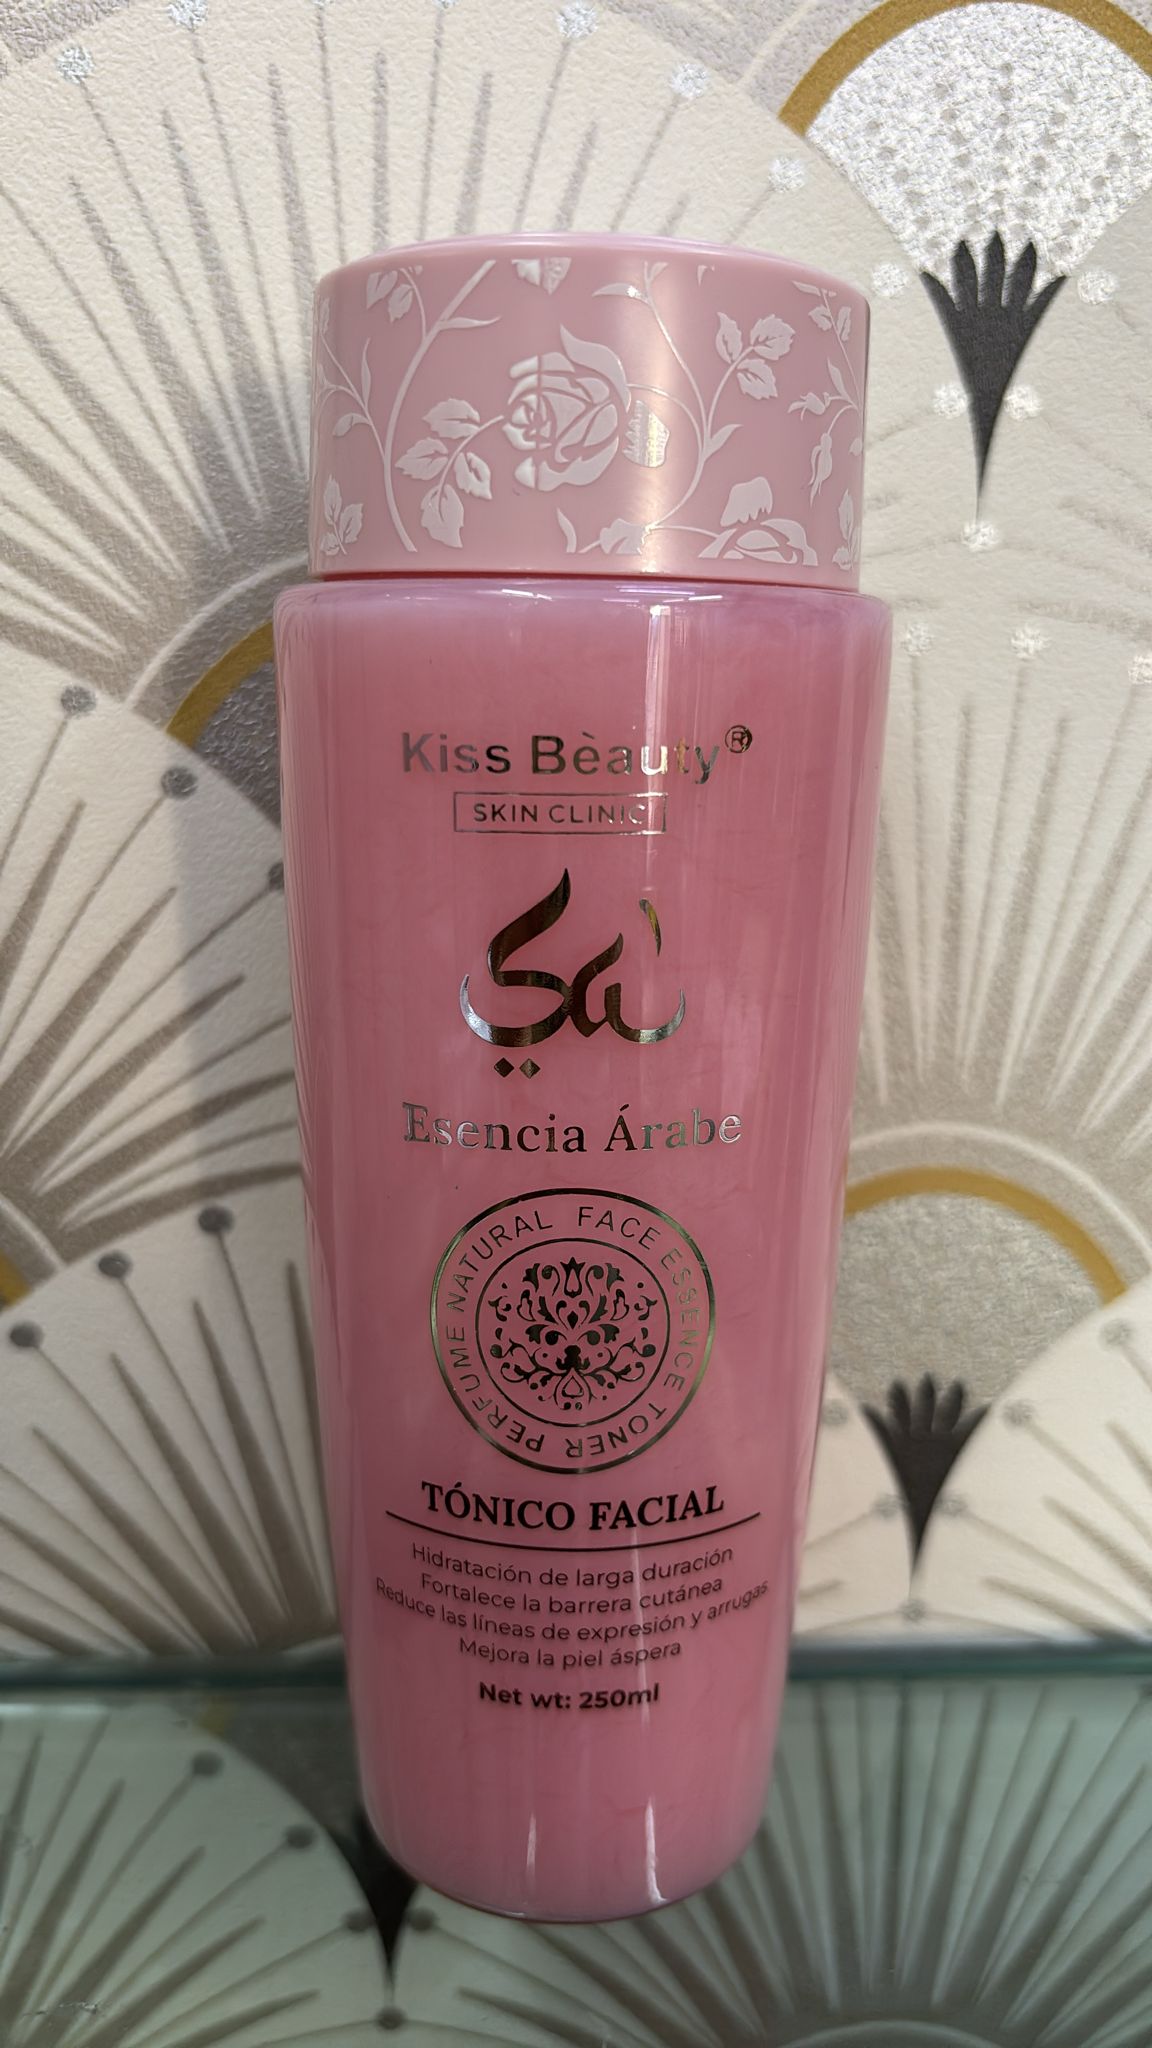 Kiss Bèauty®
SKIN CLINIC
Sa'
Esencia Árabe
NATURAL FACE ESSENCE TONER PERFUME
TÓNICO FACIAL
Hidratación de larga duración
Fortalece la barrera cutánea
Reduce las líneas de expresión y arrugas
Mejora la piel áspera
Net wt: 250ml